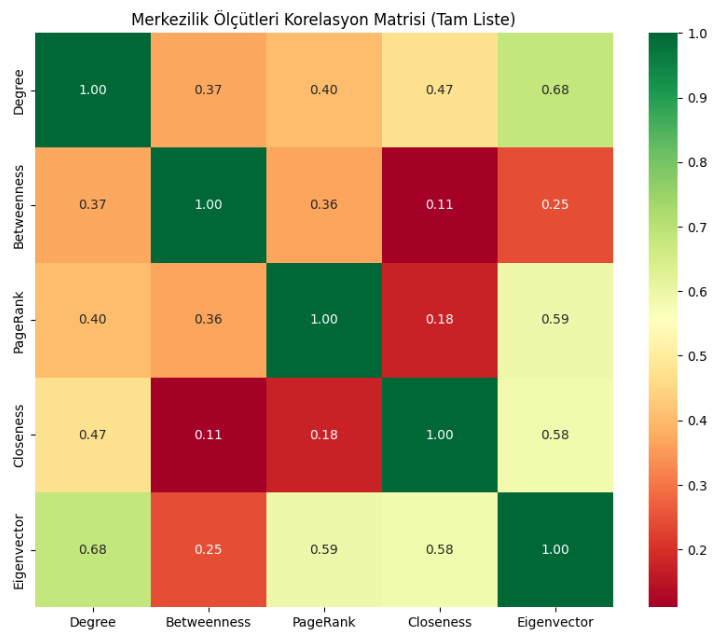 Merkezilik Ölçütleri Korelasyon Matrisi (Tam Liste)
Degree 1.00 0.37 0.40 0.47 0.68
Betweenness 0.37 1.00 0.36 0.11 0.25
PageRank 0.40 0.36 1.00 0.18 0.59
Closeness 0.47 0.11 0.18 1.00 0.58
Eigenvector 0.68 0.25 0.59 0.58 1.00
Degree Betweenness PageRank Closeness Eigenvector
1.0
0.9
0.8
0.7
0.6
0.5
0.4
0.3
0.2